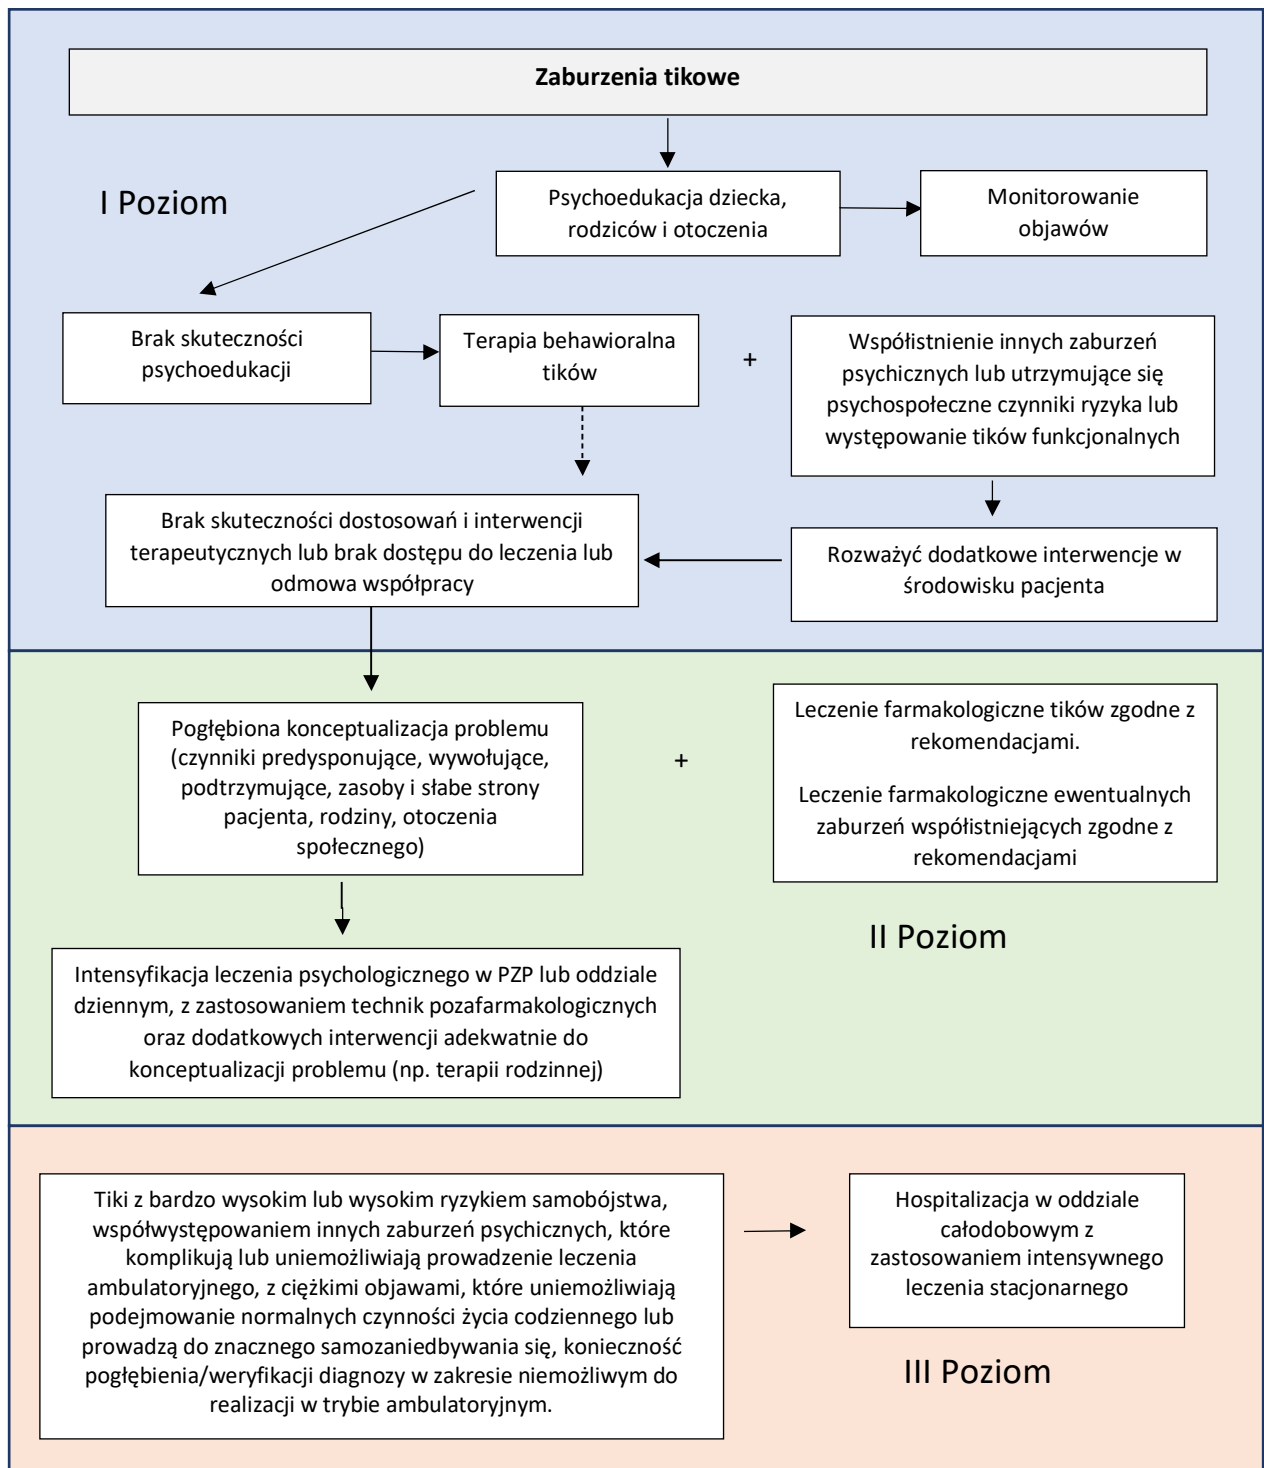 Zaburzenia tikowe
I Poziom
Psychoedukacja dziecka,
rodziców i otoczenia
Monitorowanie
objawów
Brak skuteczności
psychoedukacji
Terapia behawioralna
tików
+
Współistnienie innych zaburzeń
psychicznych lub utrzymujące się
psychospołeczne czynniki ryzyka lub
występowanie tików funkcjonalnych
Brak skuteczności dostosowań i interwencji
terapeutycznych lub brak dostępu do leczenia lub
odmowa współpracy
Rozważyć dodatkowe interwencje w
środowisku pacjenta
Pogłębiona konceptualizacja problemu
(czynniki predysponujące, wywołujące,
podtrzymujące, zasoby i słabe strony
pacjenta, rodziny, otoczenia
społecznego)
+
Leczenie farmakologiczne tików zgodne z
rekomendacjami.
Leczenie farmakologiczne ewentualnych
zaburzeń współistniejących zgodne z
rekomendacjami
II Poziom
Intensyfikacja leczenia psychologicznego w PZP lub oddziale
dziennym, z zastosowaniem technik pozafarmakologicznych
oraz dodatkowych interwencji adekwatnie do
konceptualizacji problemu (np. terapii rodzinnej)
Tiki z bardzo wysokim lub wysokim ryzykiem samobójstwa,
współwystępowaniem innych zaburzeń psychicznych, które
komplikują lub uniemożliwiają prowadzenie leczenia
ambulatoryjnego, z ciężkimi objawami, które uniemożliwiają
podejmowanie normalnych czynności życia codziennego lub
prowadzą do znacznego samozaniedbywania się, konieczność
pogłębienia/weryfikacji diagnozy w zakresie niemożliwym do
realizacji w trybie ambulatoryjnym.
Hospitalizacja w oddziale
całodobowym z
zastosowaniem intensywnego
leczenia stacjonarnego
III Poziom